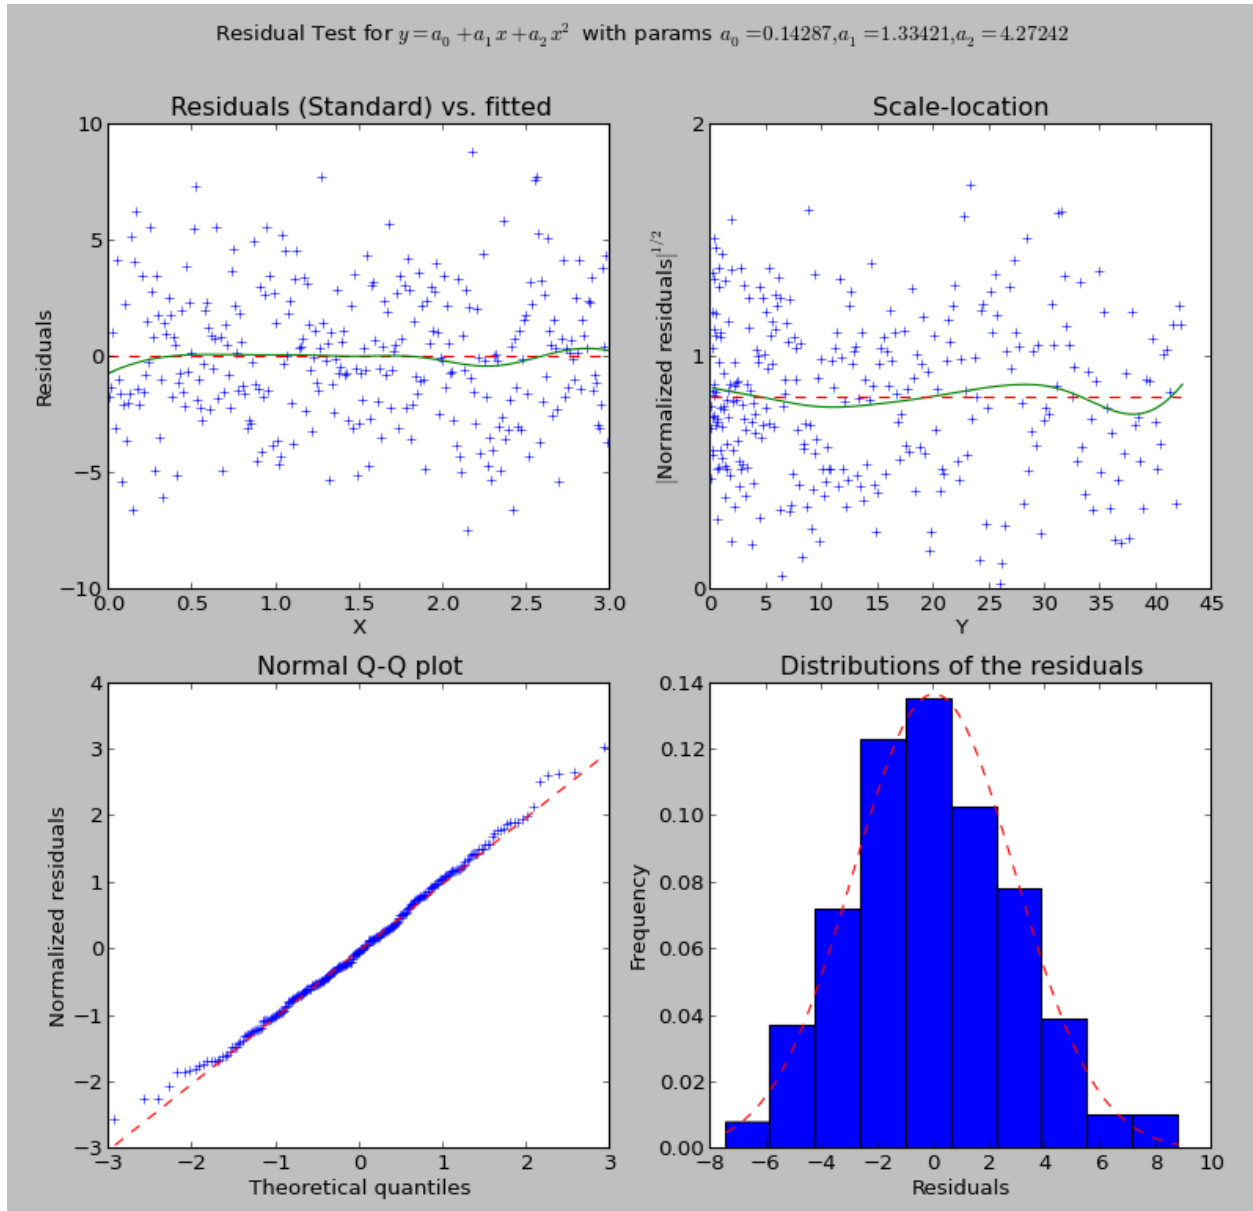 Residual Test for y=a₀+a₁x+a₂x² with params a₀=0.14287,a₁=1.33421,a₂=4.27242
Residuals (Standard) vs. fitted
10
5
0
−5
−10
Residuals
0.0 0.5 1.0 1.5 2.0 2.5 3.0
X
Scale-location
2
1
0
|Normalized residuals|^1/2
0 5 10 15 20 25 30 35 40 45
Y
Normal Q-Q plot
4
3
2
1
0
−1
−2
−3
Normalized residuals
−3 −2 −1 0 1 2 3
Theoretical quantiles
Distributions of the residuals
0.14
0.12
0.10
0.08
0.06
0.04
0.02
0.00
Frequency
−8 −6 −4 −2 0 2 4 6 8 10
Residuals